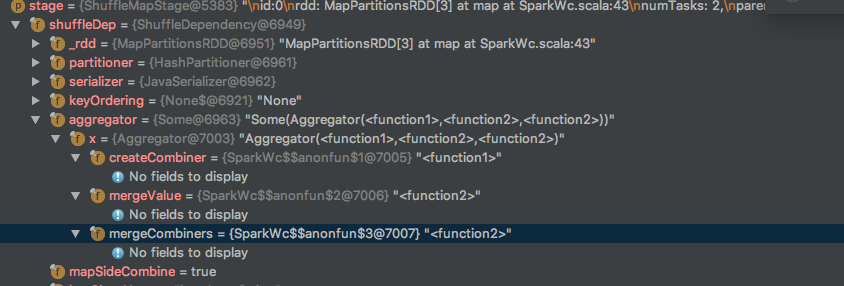 stage = {ShuffleMapStage@5383} "\nid:0\nrdd: MapPartitionsRDD[3] at map at SparkWc.scala:43\nnumTasks: 2,\nparer
shuffleDep = {ShuffleDependency@6949}
_rdd = {MapPartitionsRDD@6951} "MapPartitionsRDD[3] at map at SparkWc.scala:43"
partitioner = {HashPartitioner@6961}
serializer = {JavaSerializer@6962}
keyOrdering = {None$@6921} "None"
aggregator = {Some@6963} "Some(Aggregator(<function1>,<function2>,<function2>))"
x = {Aggregator@7003} "Aggregator(<function1>,<function2>,<function2>)"
createCombiner = {SparkWc$$anonfun$1@7005} "<function1>"
No fields to display
mergeValue = {SparkWc$$anonfun$2@7006} "<function2>"
No fields to display
mergeCombiners = {SparkWc$$anonfun$3@7007} "<function2>"
No fields to display
mapSideCombine = true